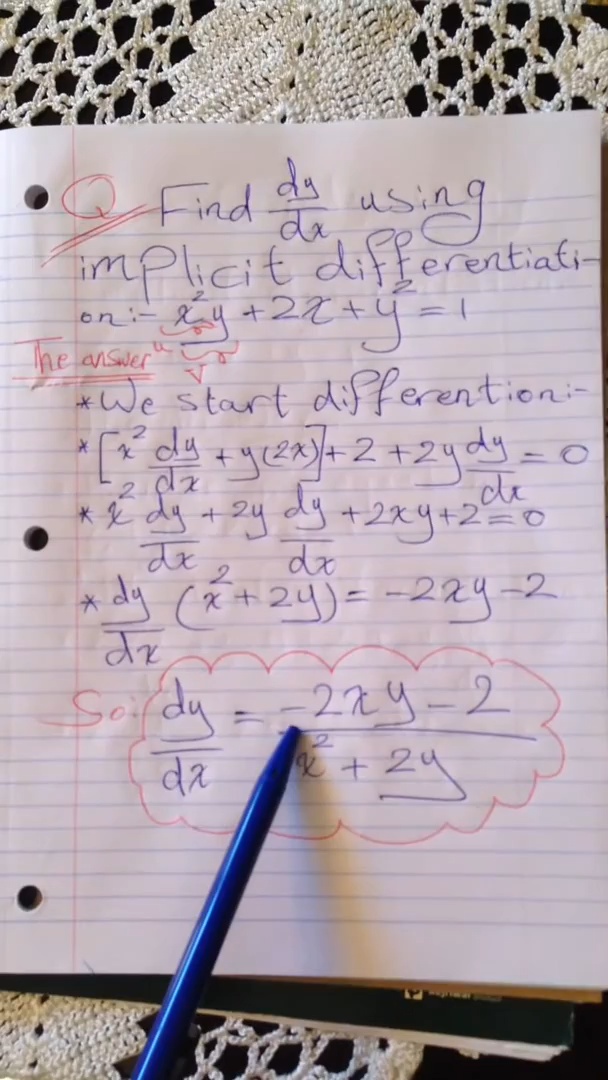 Q Find dy/dx using
implicit differentiati-
on:- x²y + 2x + y² = 1
The answer u v
*We start differention:-
*[x² dy/dx + y(2x)] + 2 + 2y dy/dx = 0
* x² dy/dx + 2y dy/dx + 2xy + 2 = 0
* dy/dx (x² + 2y) = -2xy - 2
So: dy/dx = (-2xy - 2)/(x² + 2y)